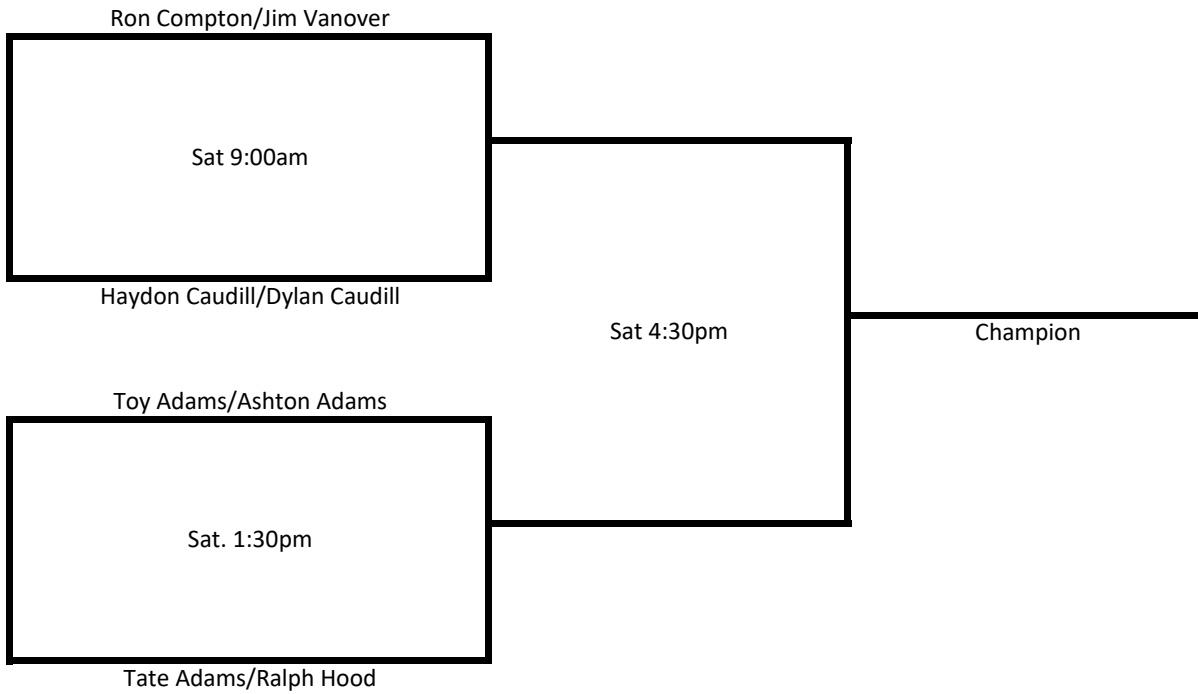 Ron Compton/Jim Vanover
Sat 9:00am
Haydon Caudill/Dylan Caudill
Sat 4:30pm
Champion
Toy Adams/Ashton Adams
Sat. 1:30pm
Tate Adams/Ralph Hood